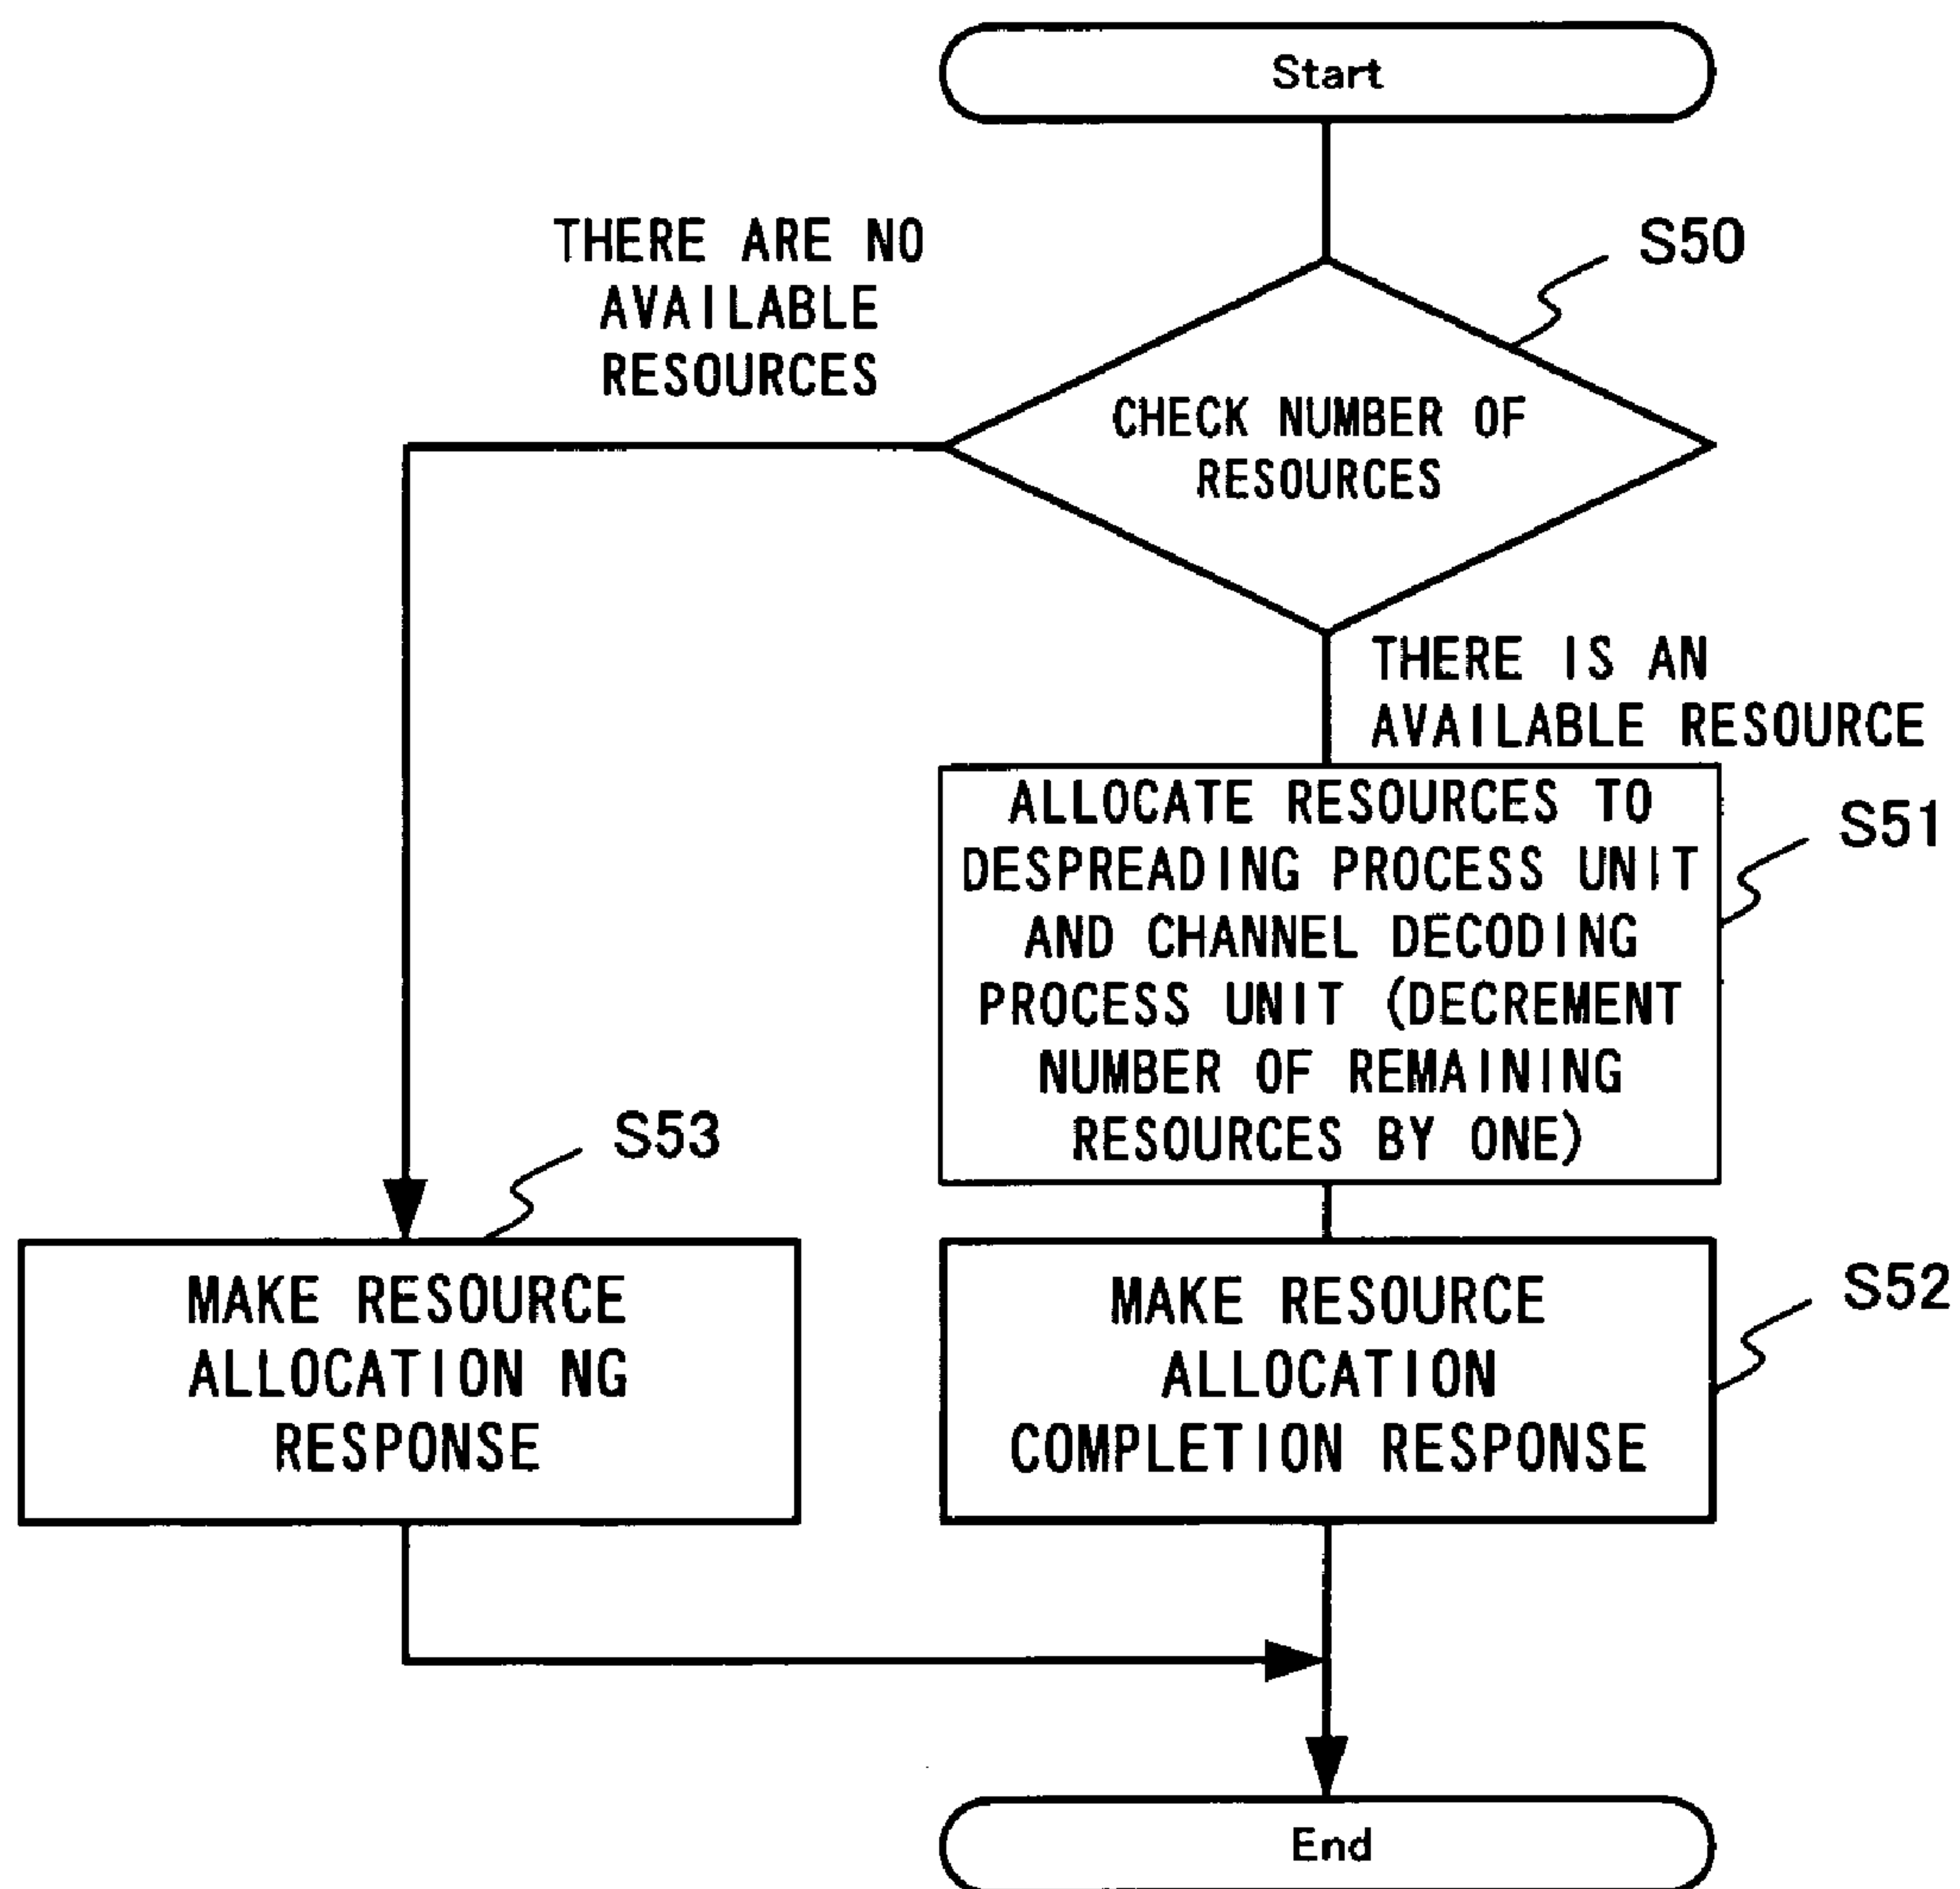 Start
THERE ARE NO
AVAILABLE
RESOURCES
S50
CHECK NUMBER OF
RESOURCES
THERE IS AN
AVAILABLE RESOURCE
ALLOCATE RESOURCES TO
DESPREADING PROCESS UNIT
AND CHANNEL DECODING
PROCESS UNIT (DECREMENT
NUMBER OF REMAINING
RESOURCES BY ONE)
S51
S53
MAKE RESOURCE
ALLOCATION NG
RESPONSE
MAKE RESOURCE
ALLOCATION
COMPLETION RESPONSE
S52
End